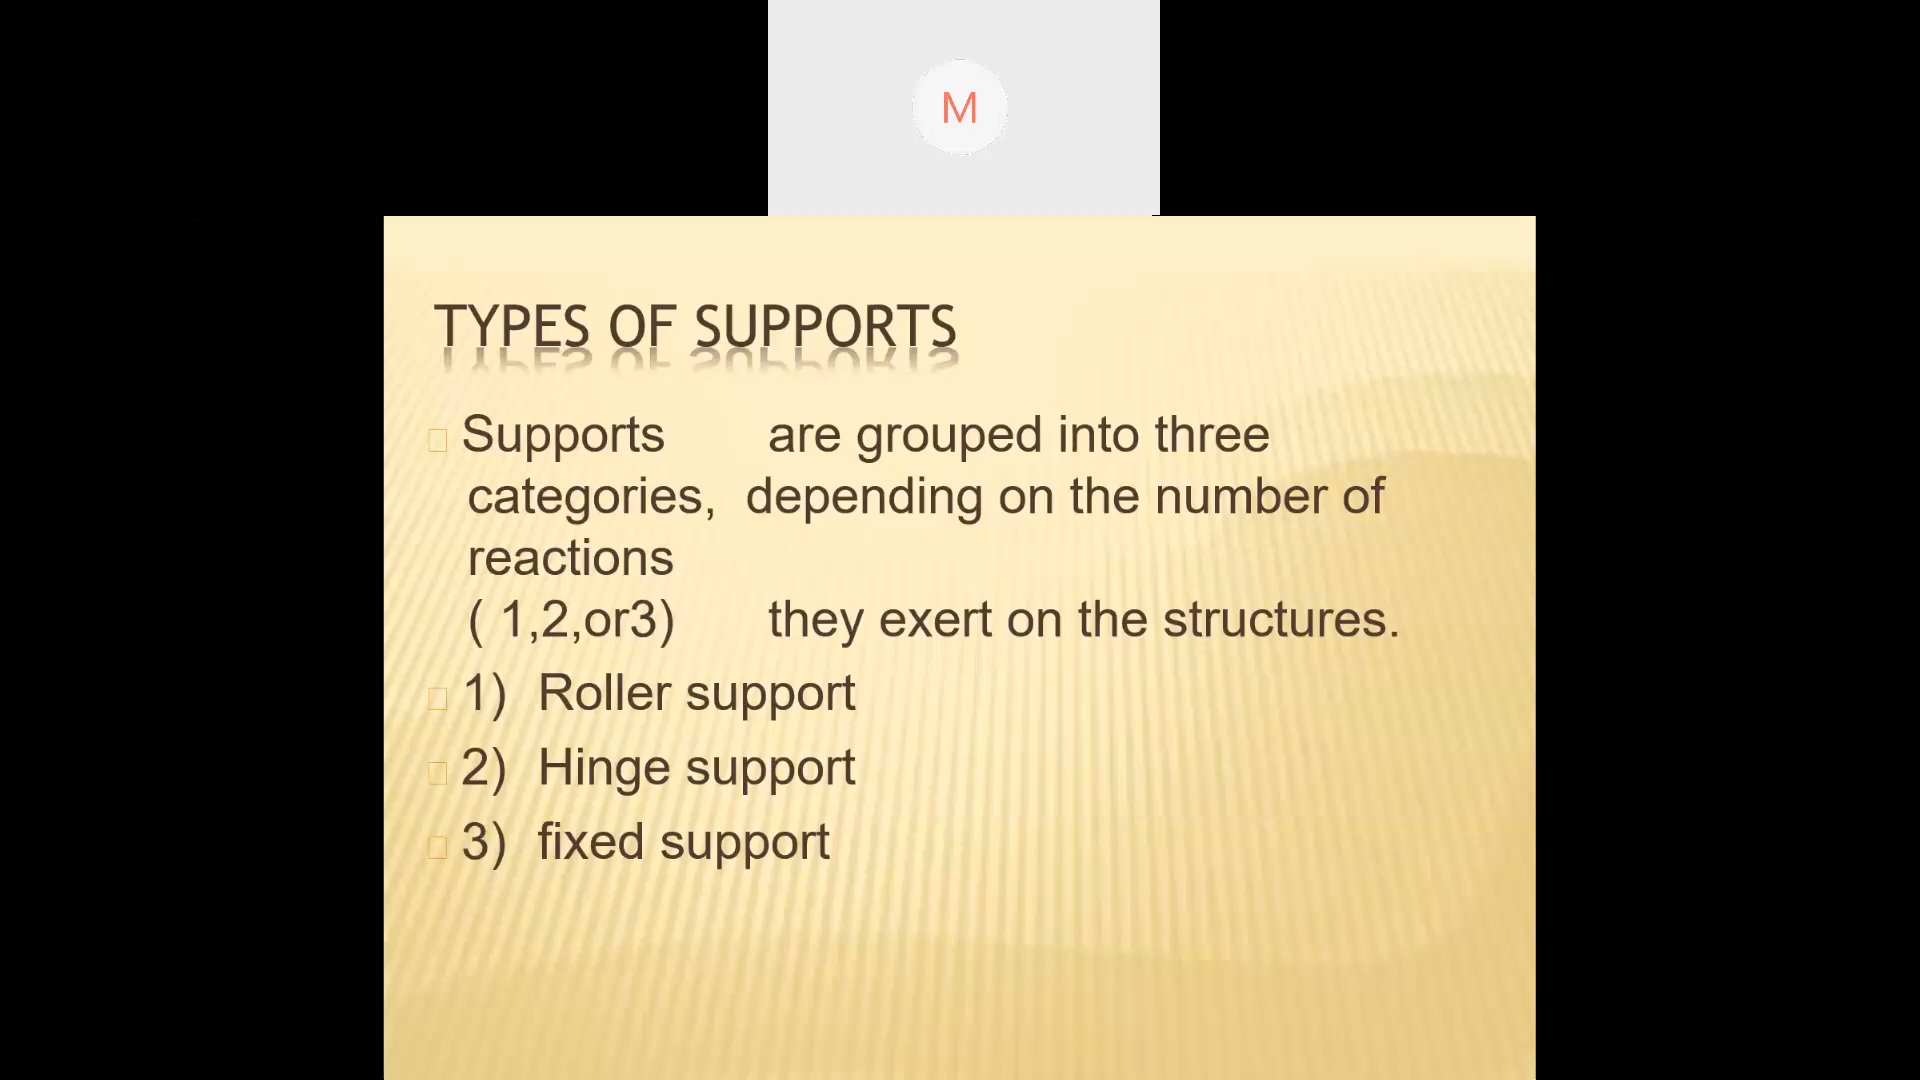 M
TYPES OF SUPPORTS
Supports are grouped into three
categories, depending on the number of
reactions
( 1,2,or3) they exert on the structures.
1) Roller support
2) Hinge support
3) fixed support